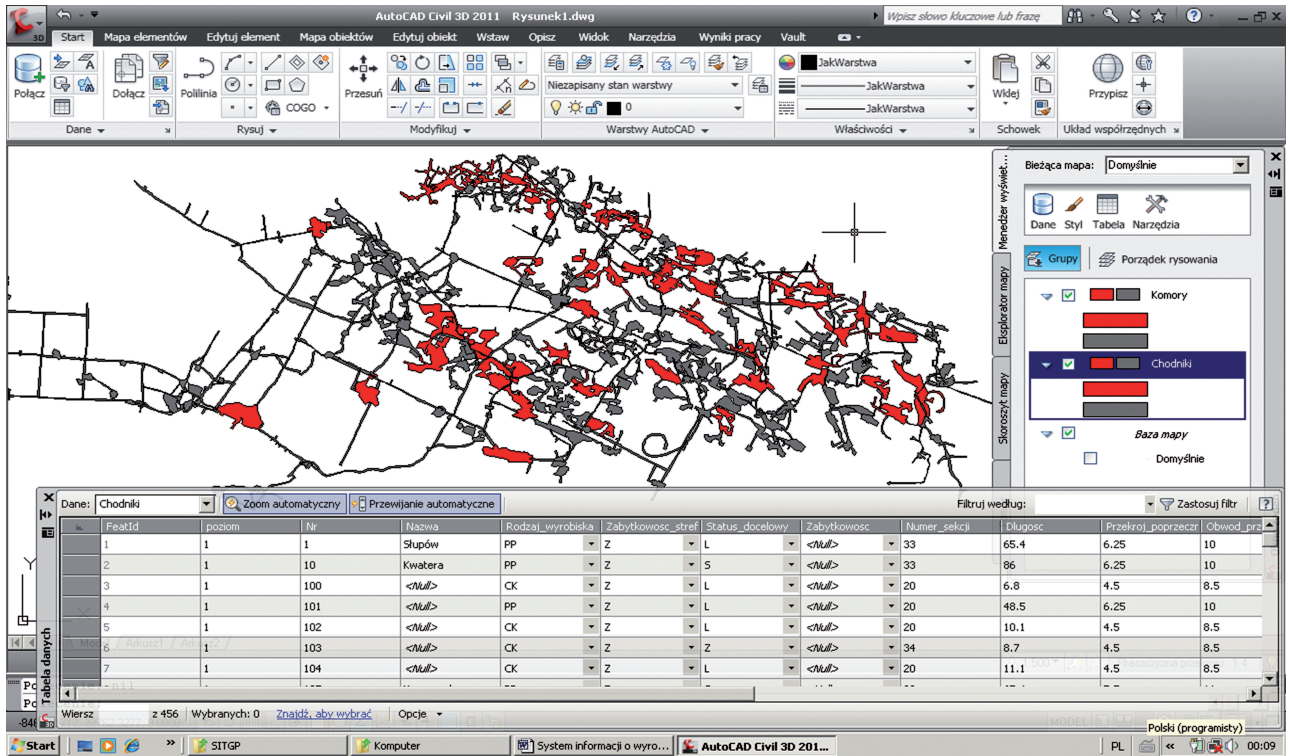 AutoCAD Civil 3D 2011 Rysunek1.dwg
Wpisz słowo kluczowe lub frazę
3D
Start Mapa elementów Edytuj element Mapa obiektów Edytuj obiekt Wstaw Opisz Widok Narzędzia Wyniki pracy Vault
Połącz
Dołącz
Polilinia
COGO
Przesuń
Niezapisany stan warstwy
0
JakWarstwa
JakWarstwa
JakWarstwa
Wklej
Przypisz
Dane Rysuj Modyfikuj Warstwy AutoCAD Właściwości Schowek Układ współrzędnych
Menedżer wyświet...
Eksplorator mapy
Skoroszyt mapy
Bieżąca mapa: Domyślnie
Dane Styl Tabela Narzędzia
Grupy Porządek rysowania
Komory
Chodniki
Baza mapy
Domyślnie
Tabela danych
Dane: Chodniki Zoom automatyczny Przewijanie automatyczne Filtruj według: Zastosuj filtr
FeatId poziom Nr Nazwa Rodzaj_wyrobiska Zabytkowosc_stref Status_docelowy Zabytkowosc Numer_sekcji Dlugosc Przekroj_poprzeczr Obwod_prz
1 1 1 Słupów PP Z L <Null> 33 65.4 6.25 10
2 1 10 Kwatera PP Z S <Null> 33 86 6.25 10
3 1 100 <Null> CK Z L <Null> 20 6.8 4.5 8.5
4 1 101 <Null> PP Z L <Null> 20 48.5 6.25 10
5 1 102 <Null> CK Z L <Null> 20 10.1 4.5 8.5
6 1 103 <Null> CK Z Z <Null> 34 8.7 4.5 8.5
7 1 104 <Null> CK Z L <Null> 20 11.1 4.5 8.5
Wiersz z 456 Wybranych: 0 Znajdź, aby wybrać Opcje
MODEL
Polski (programisty)
Start SITGP Komputer System informacji o wyro... AutoCAD Civil 3D 201... PL 00:09